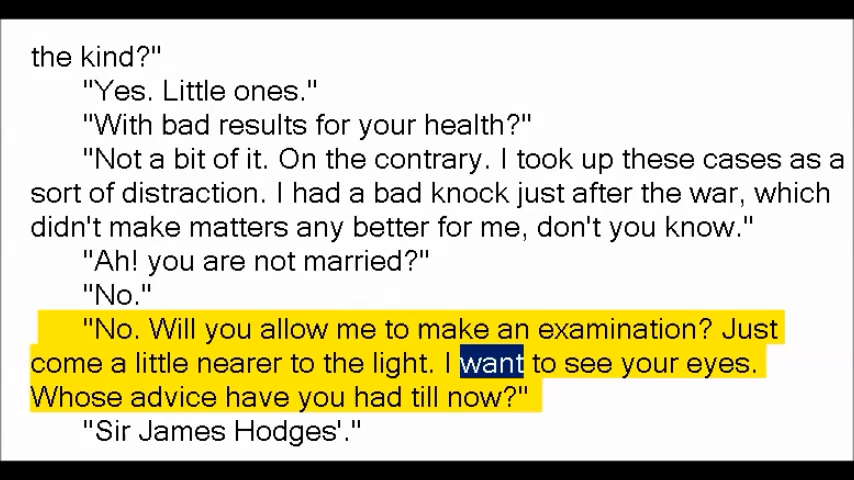 the kind?"
"Yes. Little ones."
"With bad results for your health?"
"Not a bit of it. On the contrary. I took up these cases as a
sort of distraction. I had a bad knock just after the war, which
didn't make matters any better for me, don't you know."
"Ah! you are not married?"
"No."
"No. Will you allow me to make an examination? Just
come a little nearer to the light. I want to see your eyes.
Whose advice have you had till now?"
"Sir James Hodges'."